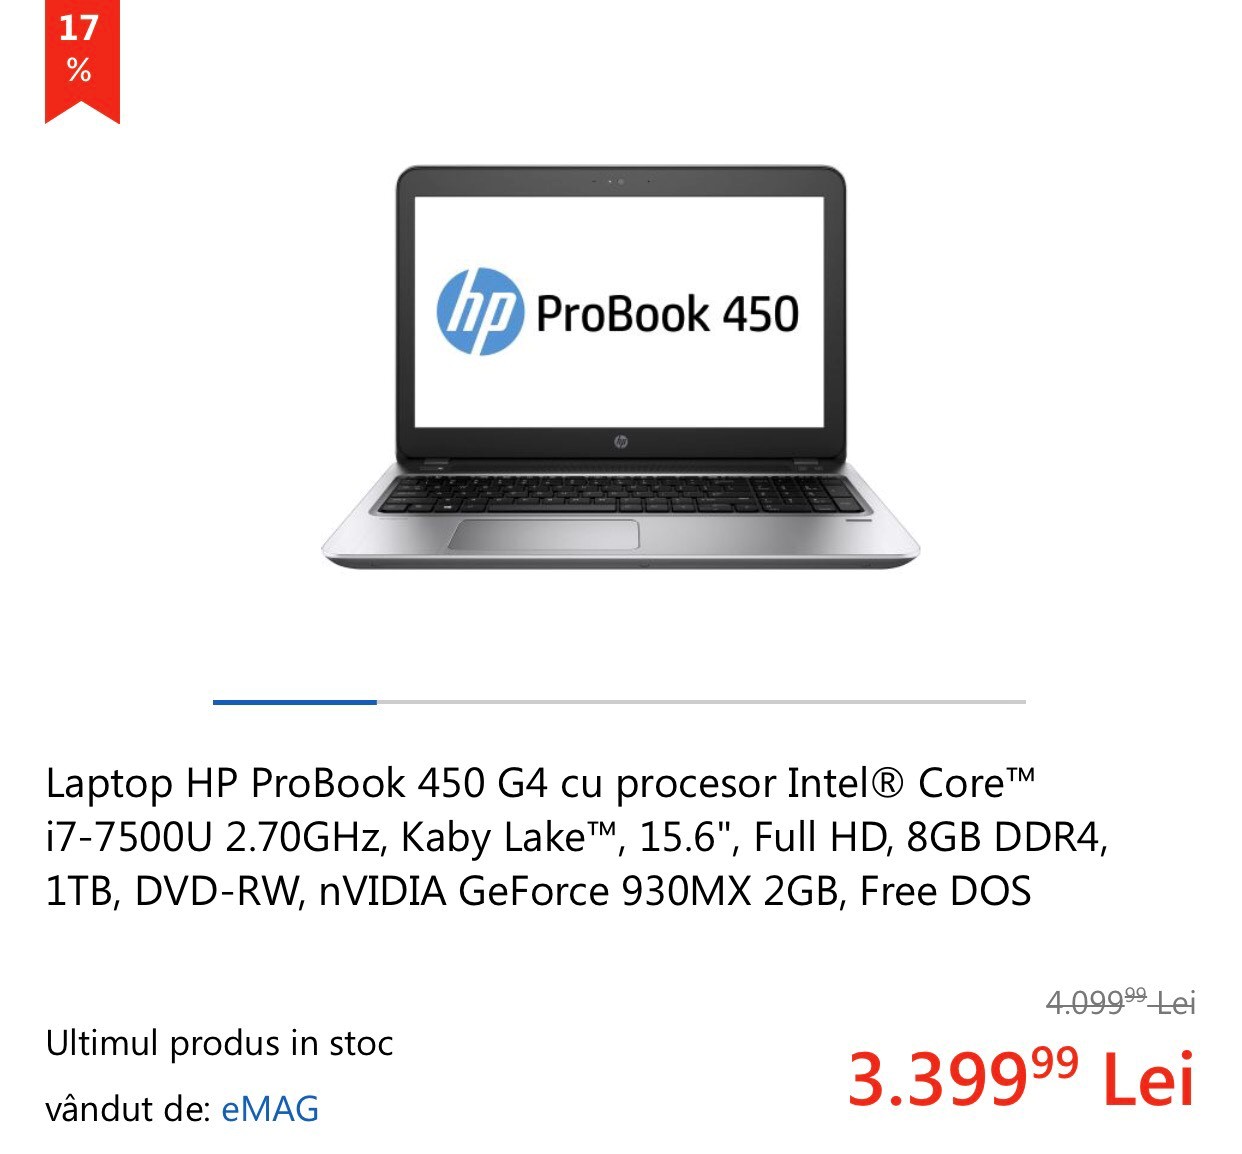 17
%
hp ProBook 450
hp
Laptop HP ProBook 450 G4 cu procesor Intel® Core™
i7-7500U 2.70GHz, Kaby Lake™, 15.6", Full HD, 8GB DDR4,
1TB, DVD-RW, nVIDIA GeForce 930MX 2GB, Free DOS
4.099⁹⁹ Lei
Ultimul produs in stoc
3.399⁹⁹ Lei
vândut de: eMAG